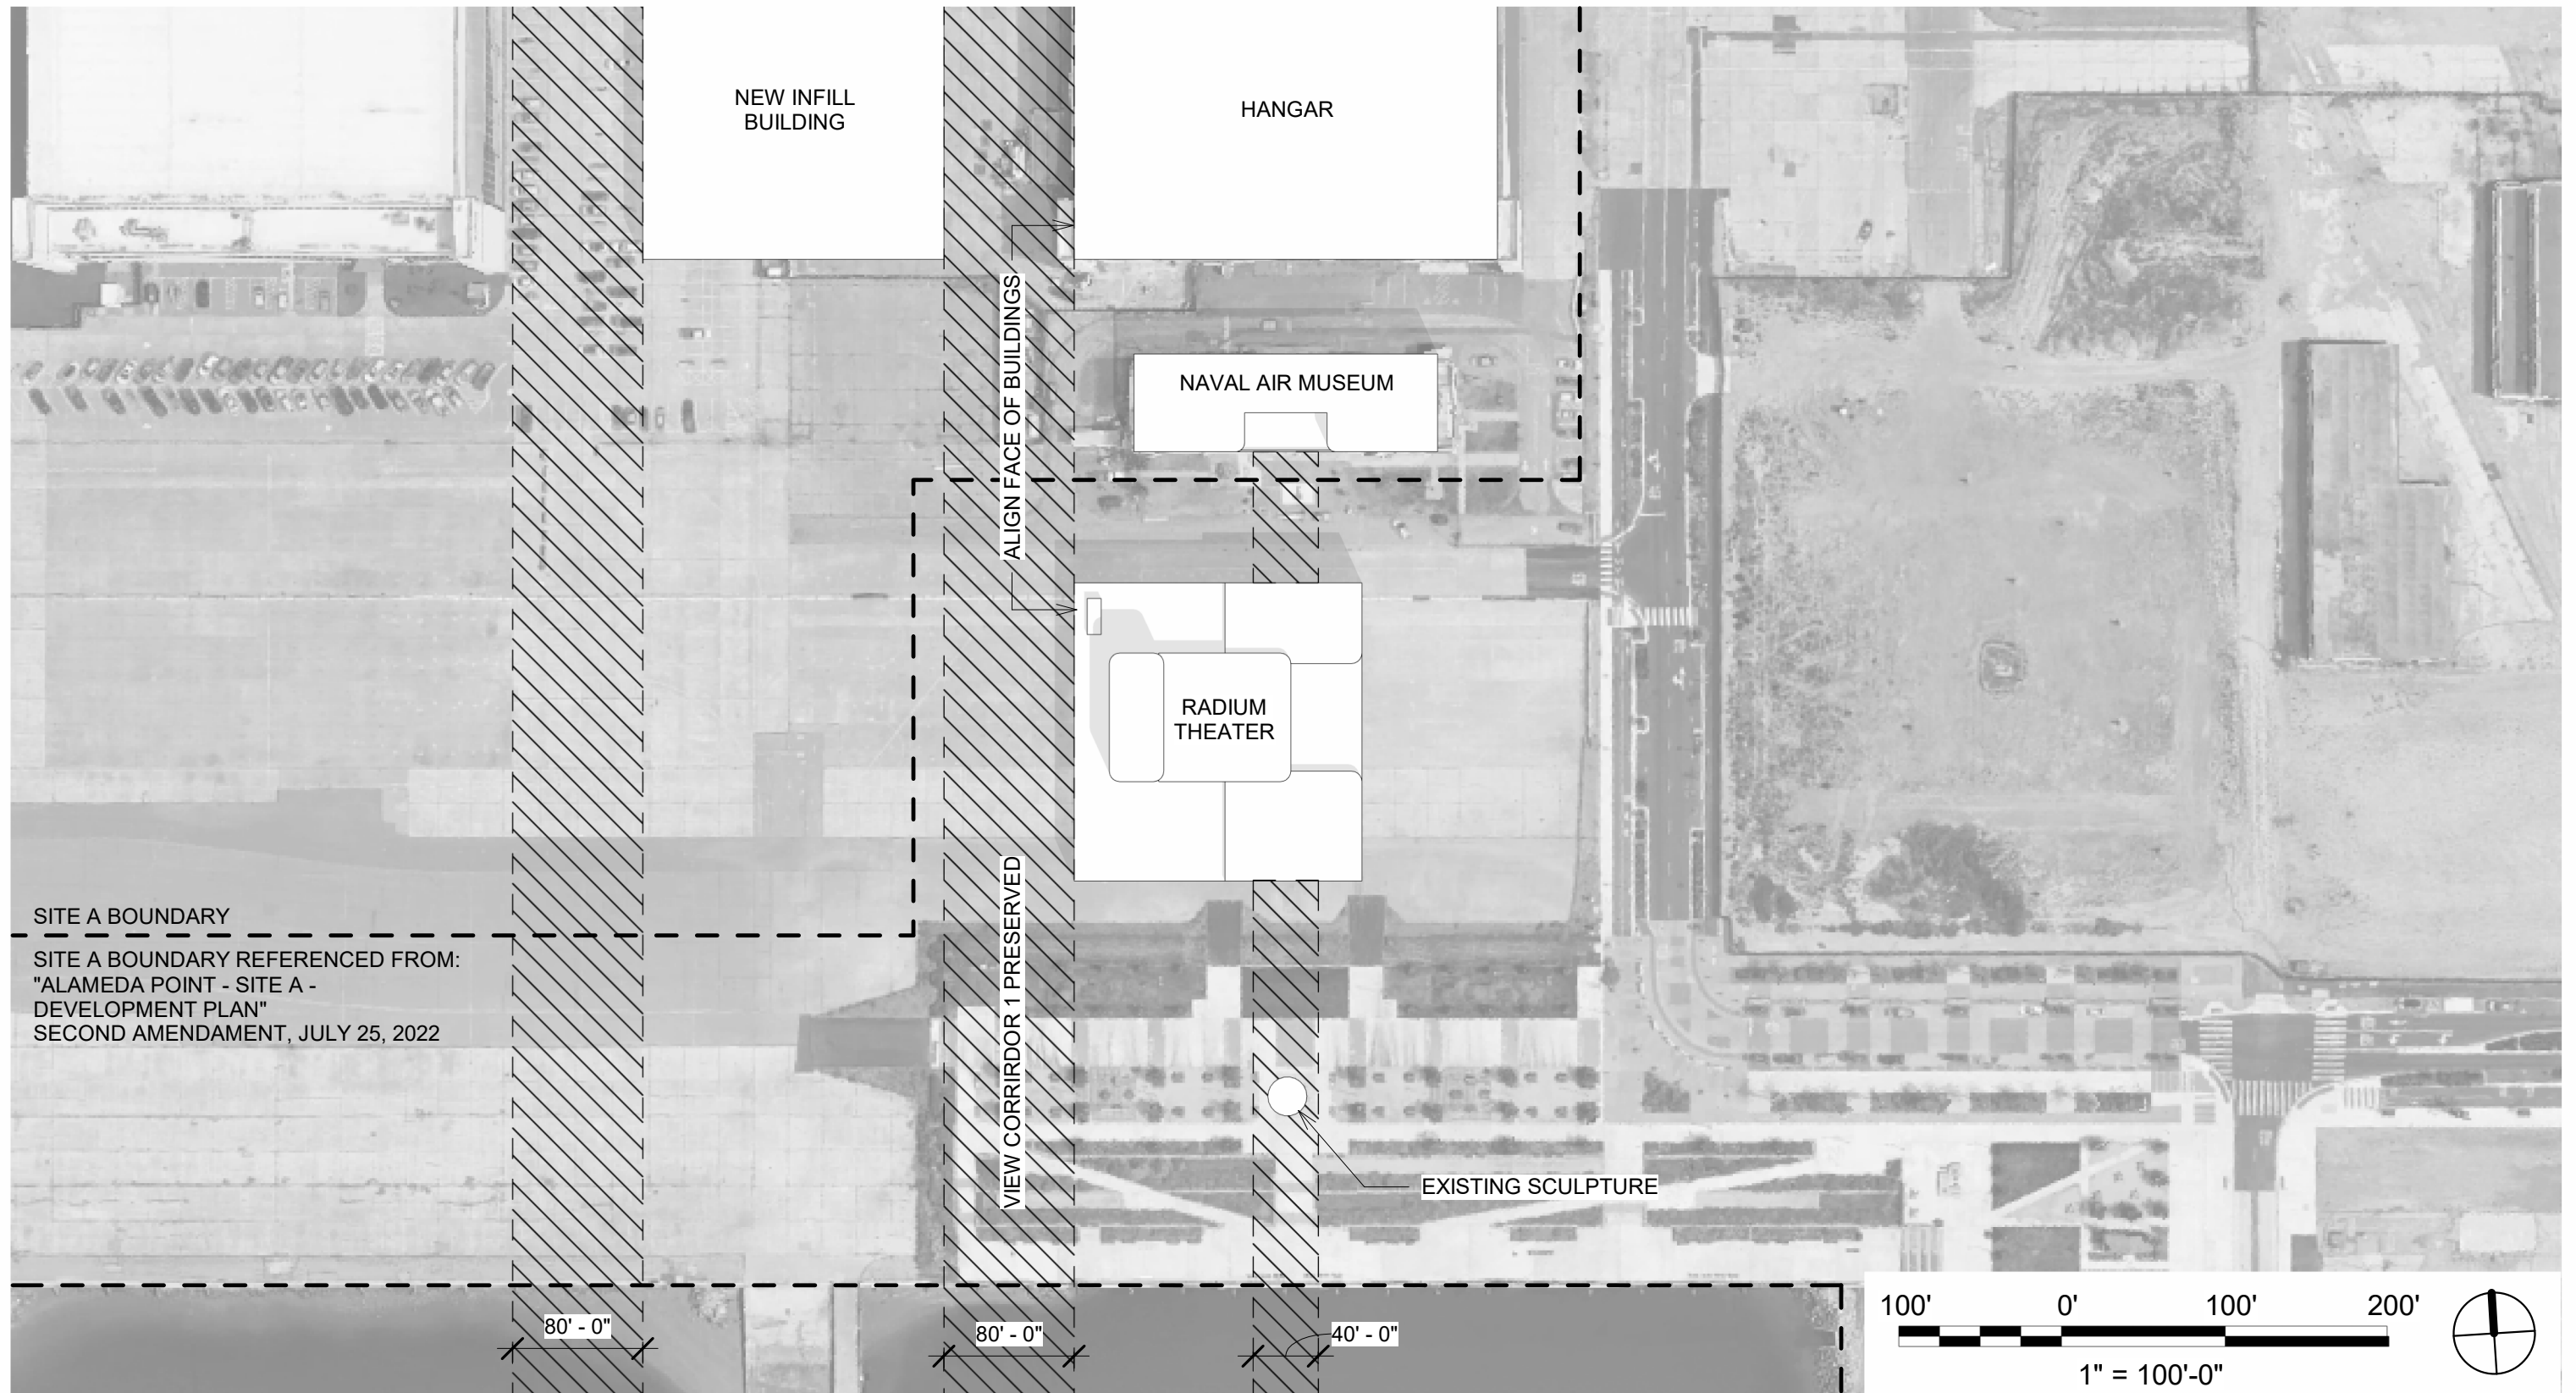 NEW INFILL
BUILDING
HANGAR
ALIGN FACE OF BUILDINGS
NAVAL AIR MUSEUM
RADIUM
THEATER
VIEW CORRIRDOR 1 PRESERVED
SITE A BOUNDARY
SITE A BOUNDARY REFERENCED FROM:
"ALAMEDA POINT - SITE A -
DEVELOPMENT PLAN"
SECOND AMENDAMENT, JULY 25, 2022
EXISTING SCULPTURE
80' - 0"
80' - 0"
40' - 0"
100' 0' 100' 200'
1" = 100'-0"